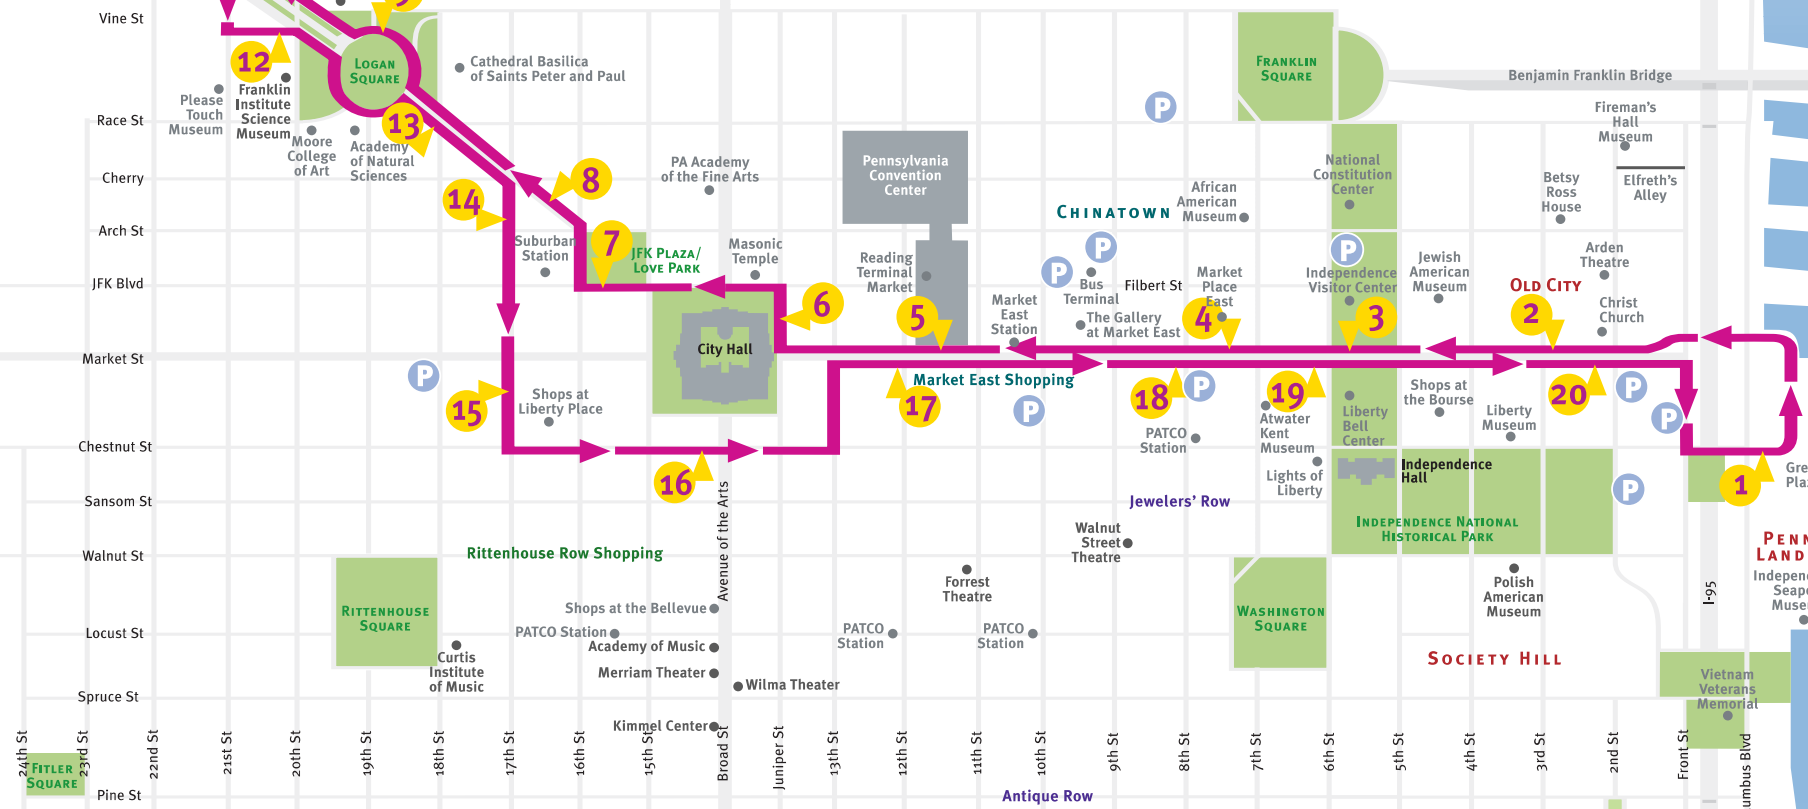 Vine St
Race St
Cherry
Arch St
JFK Blvd
Market St
Chestnut St
Sansom St
Walnut St
Locust St
Spruce St
Pine St
12
Logan
Square
Cathedral Basilica
of Saints Peter and Paul
Please
Touch
Museum
Franklin
Institute
Science
Museum
Moore
College
of Art
Academy
of Natural
Sciences
13
14
8
7
Suburban
Station
JFK Plaza/
Love Park
PA Academy
of the Fine Arts
Masonic
Temple
6
City Hall
Pennsylvania
Convention
Center
Reading
Terminal
Market
5
Market
East
Station
Chinatown
P
P
P
Bus
Terminal
The Gallery
at Market East
Filbert St
Market
Place
East
4
African
American
Museum
Franklin
Square
Benjamin Franklin Bridge
National
Constitution
Center
P
Independence
Visitor Center
3
Jewish
American
Museum
Fireman's
Hall
Museum
Betsy
Ross
House
Elfreth's
Alley
Arden
Theatre
Old City
Christ
Church
2
15
P
Shops at
Liberty Place
16
Market East Shopping
17
P
18
P
PATCO
Station
19
Atwater
Kent
Museum
Lights of
Liberty
Liberty
Bell
Center
Shops at
the Bourse
Liberty
Museum
20
P
P
P
1
Independence
Hall
Independence National
Historical Park
Jewelers' Row
Walnut
Street
Theatre
Forrest
Theatre
Rittenhouse Row Shopping
Rittenhouse
Square
Curtis
Institute
of Music
Shops at the Bellevue
PATCO Station
Academy of Music
Merriam Theater
Wilma Theater
Kimmel Center
PATCO
Station
PATCO
Station
Washington
Square
Polish
American
Museum
Society Hill
Vietnam
Veterans
Memorial
Fitler
Square
Antique Row
Avenue of the Arts
I-95
24th St
23rd St
22nd St
21st St
20th St
19th St
18th St
17th St
16th St
15th St
Broad St
Juniper St
13th St
12th St
11th St
10th St
9th St
8th St
7th St
6th St
5th St
4th St
3rd St
2nd St
Front St